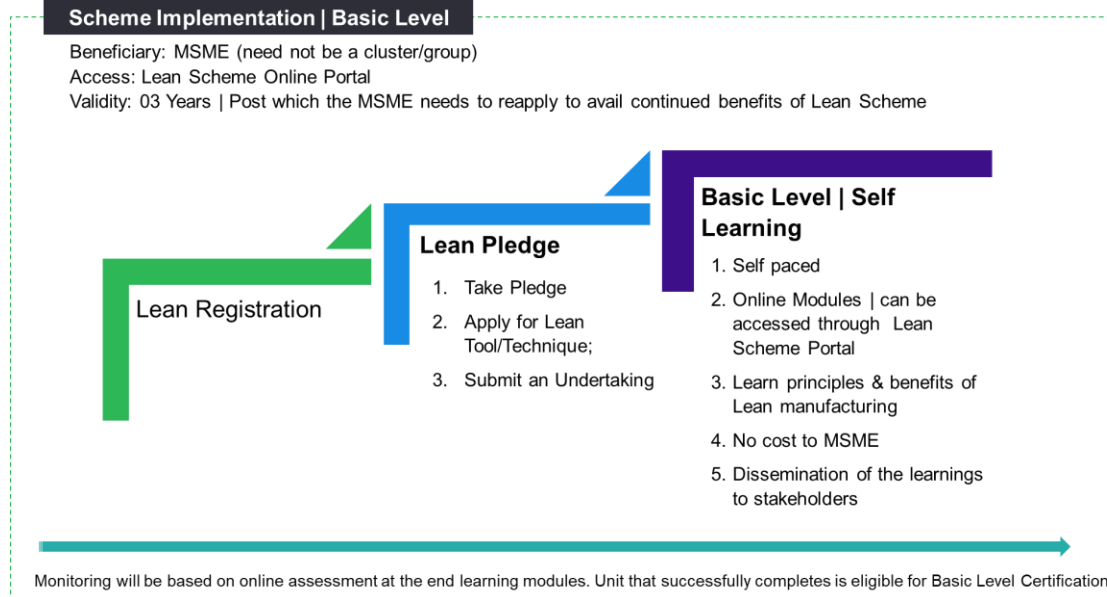 Scheme Implementation | Basic Level
Beneficiary: MSME (need not be a cluster/group)
Access: Lean Scheme Online Portal
Validity: 03 Years | Post which the MSME needs to reapply to avail continued benefits of Lean Scheme
Lean Registration
Lean Pledge
1. Take Pledge
2. Apply for Lean
Tool/Technique;
3. Submit an Undertaking
Basic Level | Self
Learning
1. Self paced
2. Online Modules | can be
accessed through Lean
Scheme Portal
3. Learn principles & benefits of
Lean manufacturing
4. No cost to MSME
5. Dissemination of the learnings
to stakeholders
Monitoring will be based on online assessment at the end learning modules. Unit that successfully completes is eligible for Basic Level Certification